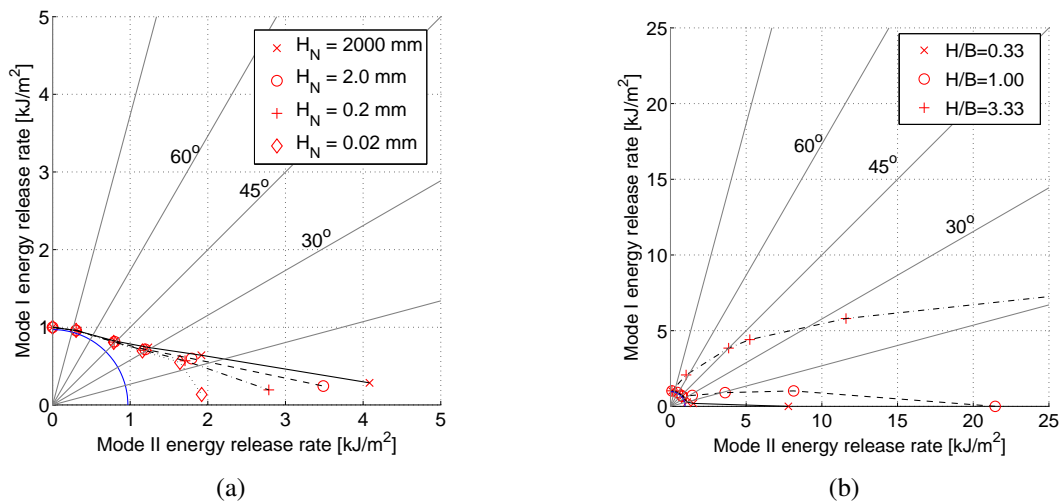 5
4
3
2
1
0
0
1
2
3
4
5
Mode I energy release rate [kJ/m²]
Mode II energy release rate [kJ/m²]
60°
45°
30°
H_N = 2000 mm
H_N = 2.0 mm
H_N = 0.2 mm
H_N = 0.02 mm
(a)
25
20
15
10
5
0
0
5
10
15
20
25
Mode I energy release rate [kJ/m²]
Mode II energy release rate [kJ/m²]
60°
45°
30°
H/B=0.33
H/B=1.00
H/B=3.33
(b)